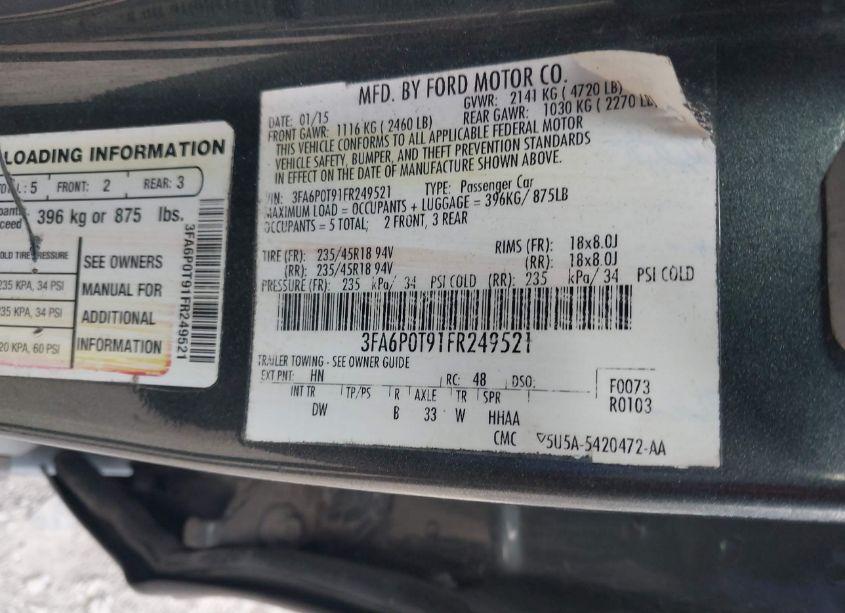 LOADING INFORMATION
: 5 FRONT: 2 REAR: 3
396 kg or 875 lbs.
SEE OWNERS
MANUAL FOR
ADDITIONAL
INFORMATION
OLD TIRE PRESSURE
235 KPA, 34 PSI
235 KPA, 34 PSI
20 KPA, 60 PSI
3FA6P0T91FR249521
MFD. BY FORD MOTOR CO.
DATE: 01/15 GVWR: 2141 KG ( 4720 LB)
FRONT GAWR: 1116 KG ( 2460 LB) REAR GAWR: 1030 KG ( 2270 LB)
THIS VEHICLE CONFORMS TO ALL APPLICABLE FEDERAL MOTOR
VEHICLE SAFETY, BUMPER, AND THEFT PREVENTION STANDARDS
IN EFFECT ON THE DATE OF MANUFACTURE SHOWN ABOVE.
VIN: 3FA6P0T91FR249521 TYPE: Passenger Car
MAXIMUM LOAD = OCCUPANTS + LUGGAGE = 396KG/ 875LB
OCCUPANTS = 5 TOTAL; 2 FRONT, 3 REAR
TIRE (FR): 235/45R18 94V RIMS (FR): 18x8.0J
(RR): 235/45R18 94V (RR): 18x8.0J
PRESSURE (FR): 235 kPa/ 34 PSI COLD (RR): 235 kPa/ 34 PSI COLD
3FA6P0T91FR249521
TRAILER TOWING - SEE OWNER GUIDE
EXT PNT: HN RC: 48 DSO:
INT TR TP/PS R AXLE TR SPR
DW B 33 W HHAA
F0073
R0103
CMC 5U5A-5420472-AA